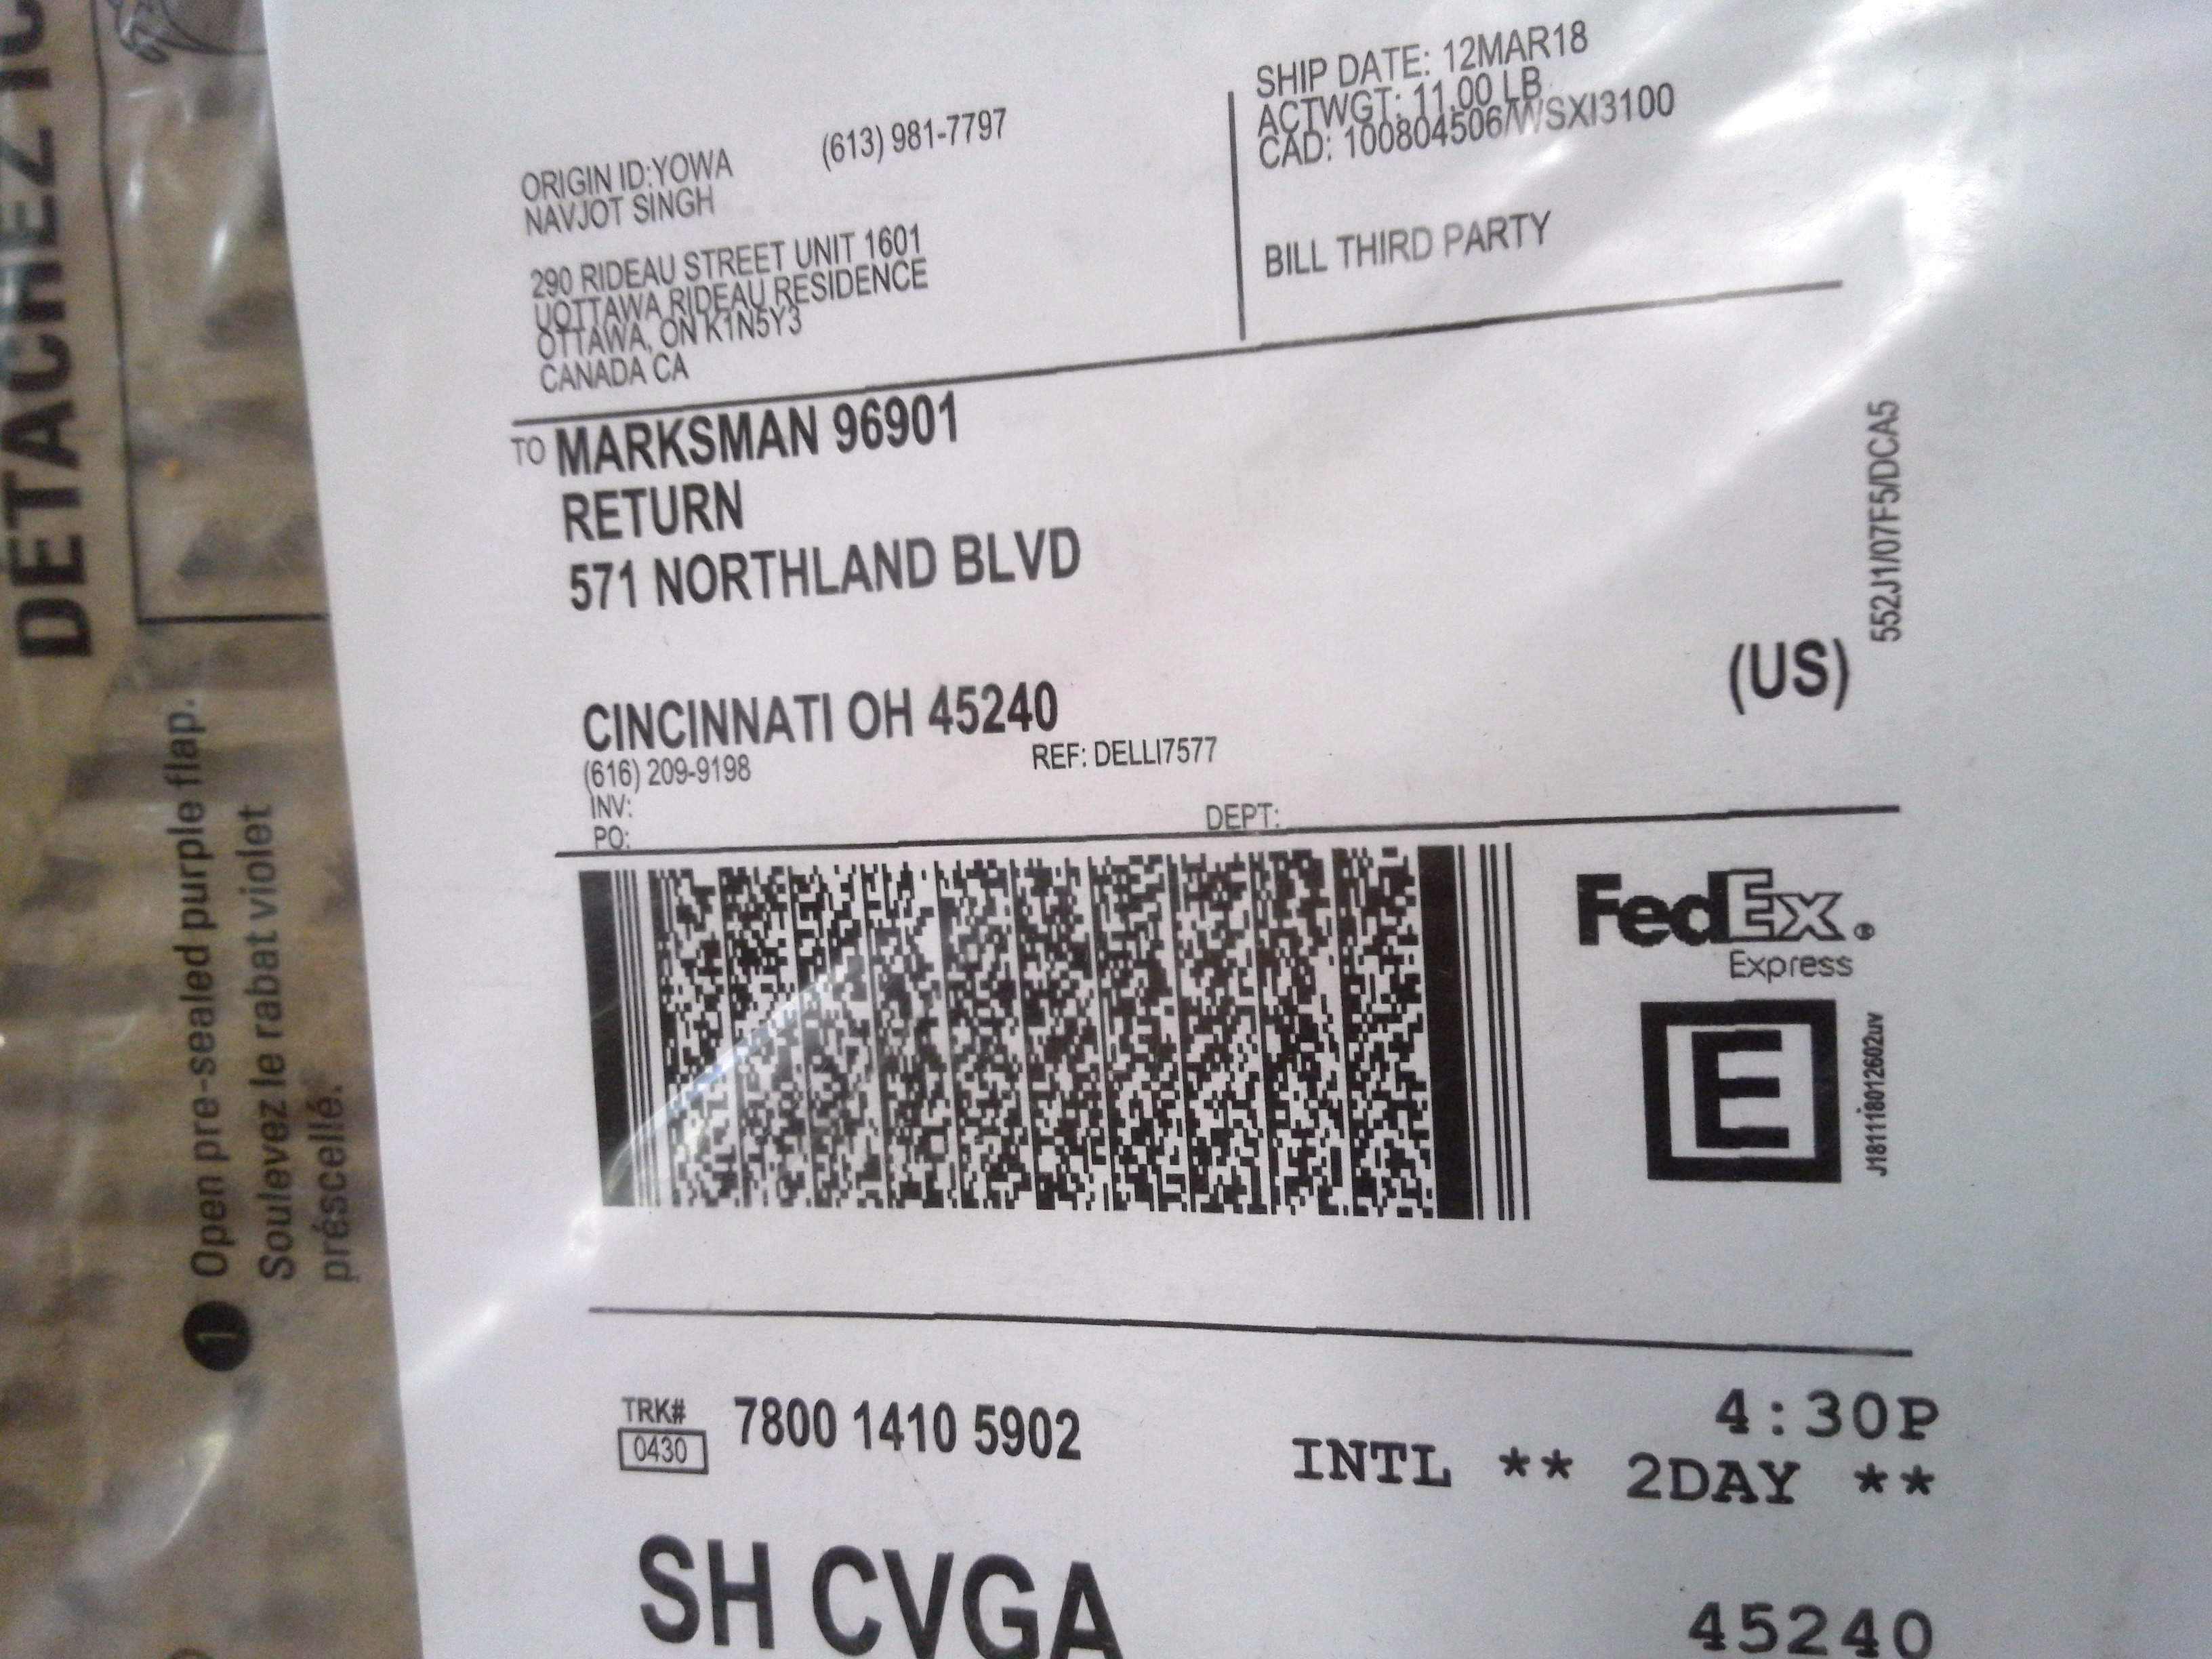 DÉTACHEZ ICI
1 Open pre-sealed purple flap.
Soulevez le rabat violet
préscellé.
ORIGIN ID:YOWA (613) 981-7797
NAVJOT SINGH
290 RIDEAU STREET UNIT 1601
UOTTAWA RIDEAU RESIDENCE
OTTAWA, ON K1N5Y3
CANADA CA
SHIP DATE: 12MAR18
ACTWGT: 11.00 LB
CAD: 100804506/WSXI3100
BILL THIRD PARTY
TO MARKSMAN 96901
RETURN
571 NORTHLAND BLVD
CINCINNATI OH 45240
(US)
(616) 209-9198
REF: DELLI7577
INV:
PO:
DEPT:
552J1/07F5/DCA5
FedEx®
Express
E
J181118012602uv
TRK#
0430
7800 1410 5902
4:30P
INTL ** 2DAY **
SH CVGA
45240